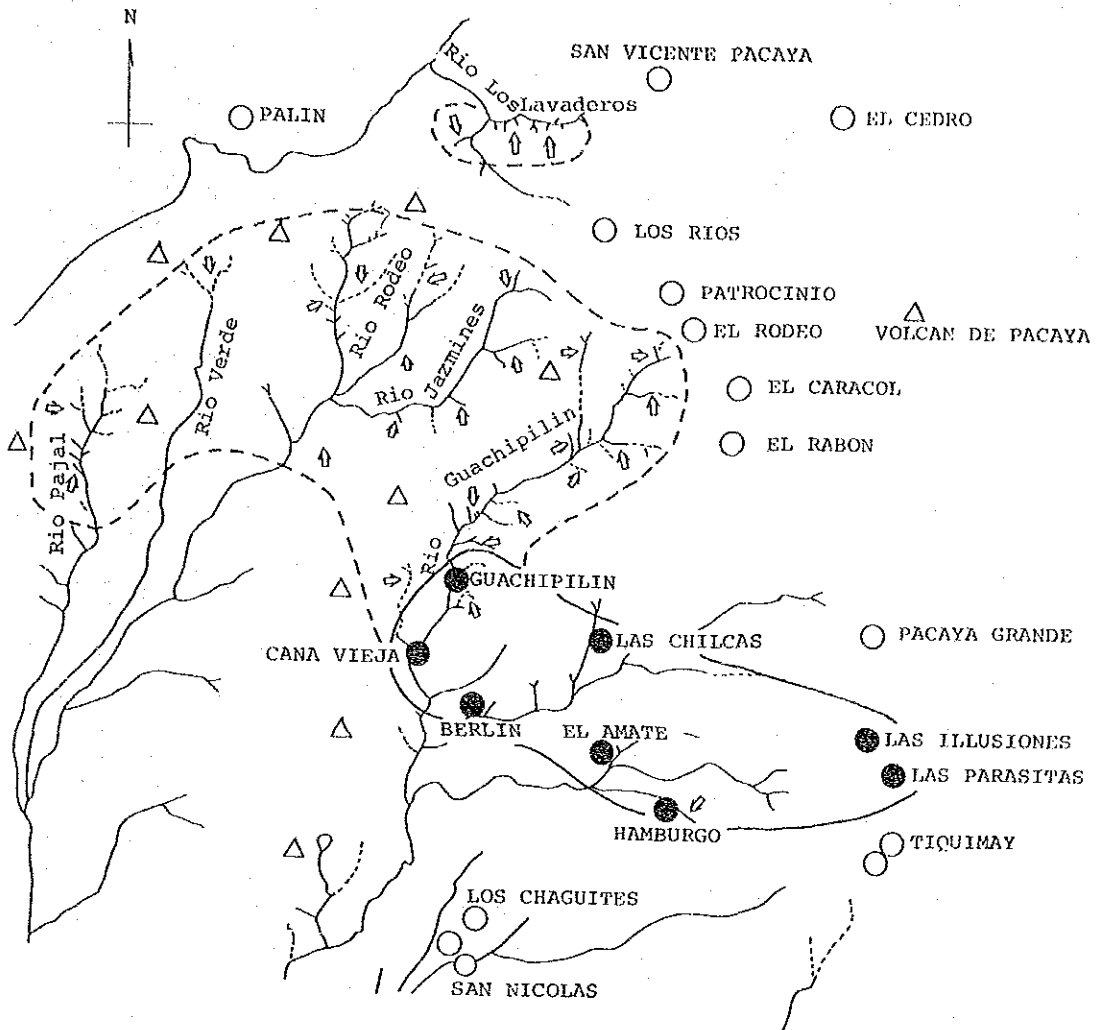 N
SAN VICENTE PACAYA
Rio Los Lavaderos
PALIN
EL CEDRO
LOS RIOS
PATROCINIO
EL RODEO
VOLCAN DE PACAYA
Rio Rodeo
Rio Verde
Rio Jazmines
EL CARACOL
EL RABON
Rio Pajal
Rio Guachipilin
GUACHIPILIN
CANA VIEJA
LAS CHILCAS
PACAYA GRANDE
BERLIN
EL AMATE
LAS ILLUSIONES
LAS PARASITAS
HAMBURGO
TIQUIMAY
LOS CHAGUITES
SAN NICOLAS